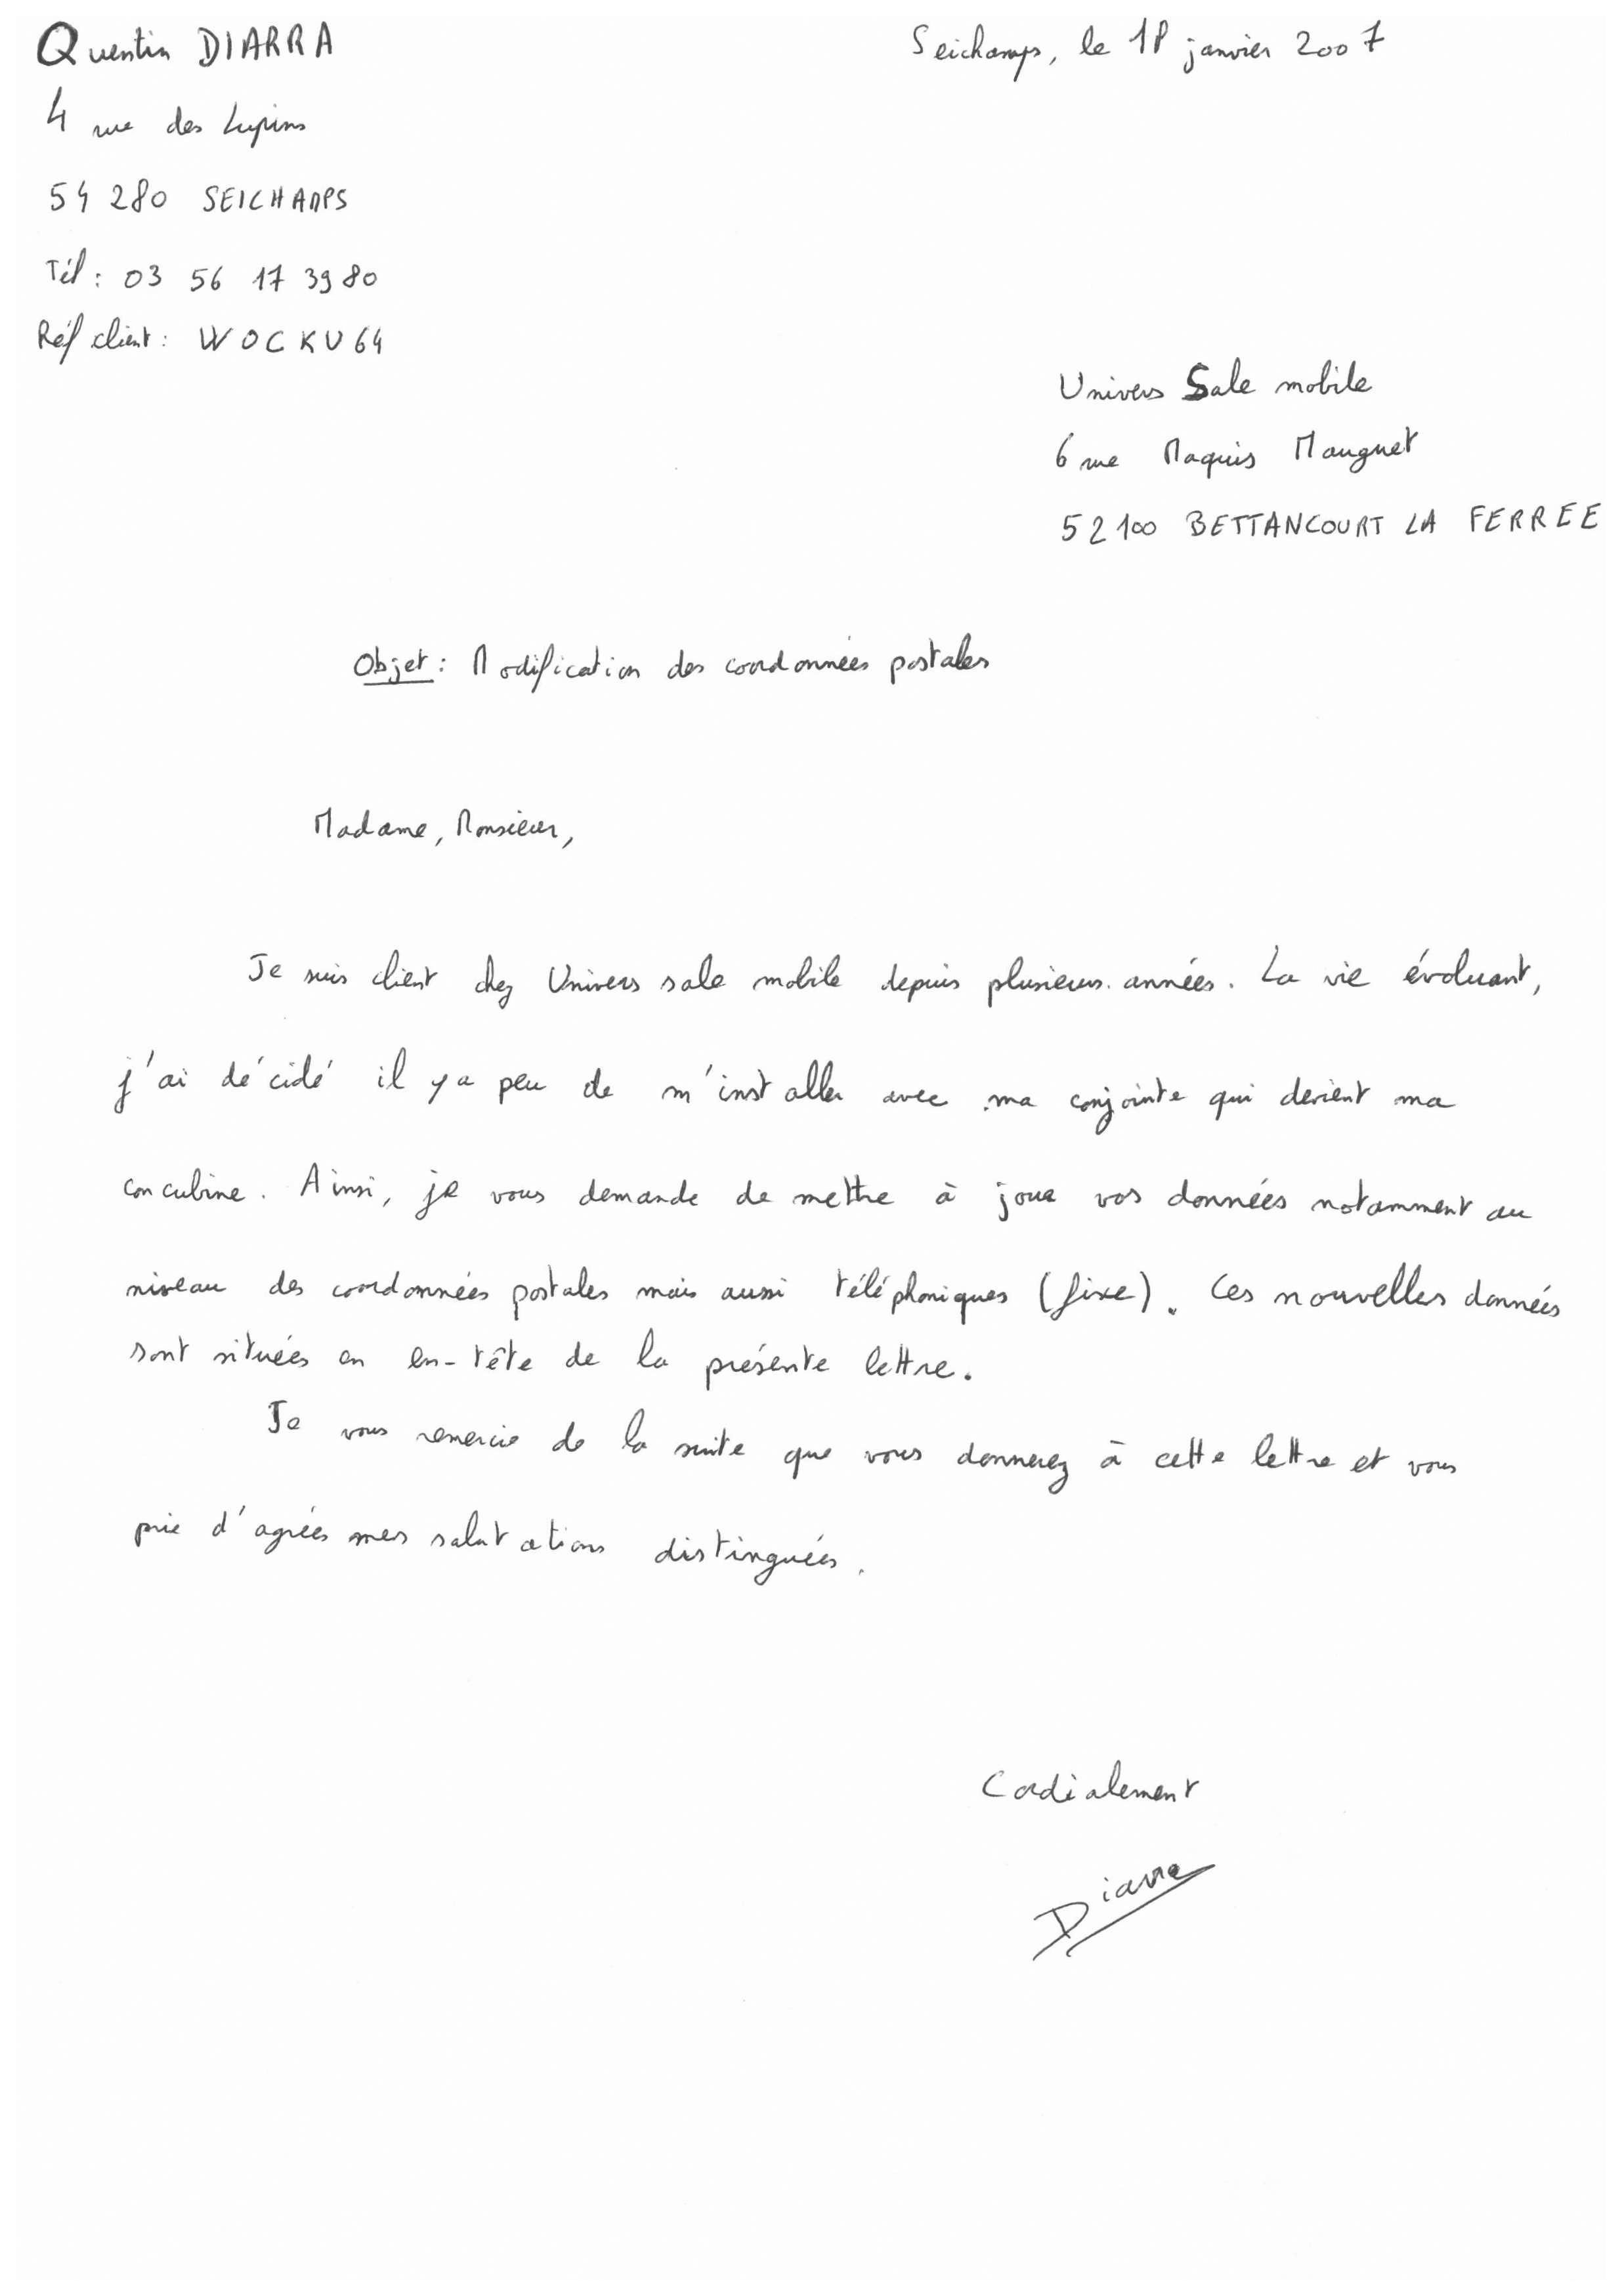 Quentin DIARRA
Seichamps, le 18 janvier 2007
4 rue des Lupins
54 280 SEICHAMPS
Tél : 03 56 17 39 80
Réf client : WOCKU64
Univers Sale mobile
6 rue Maquis Mauguet
52100 BETTANCOURT LA FERREE
Objet : Modification des coordonnées postales
Madame, Monsieur,
Je suis client chez Univers sale mobile depuis plusieurs années. La vie évoluant,
j'ai décidé il y a peu de m'installer avec ma conjointe qui devient ma
concubine. Ainsi, je vous demande de mettre à jour vos données notamment au
niveau des coordonnées postales mais aussi téléphoniques (fixe). Ces nouvelles données
sont situées en en-tête de la présente lettre.
Je vous remercie de la suite que vous donnerez à cette lettre et vous
prie d'agréés mes salutations distinguées.
Cordialement
Diarra